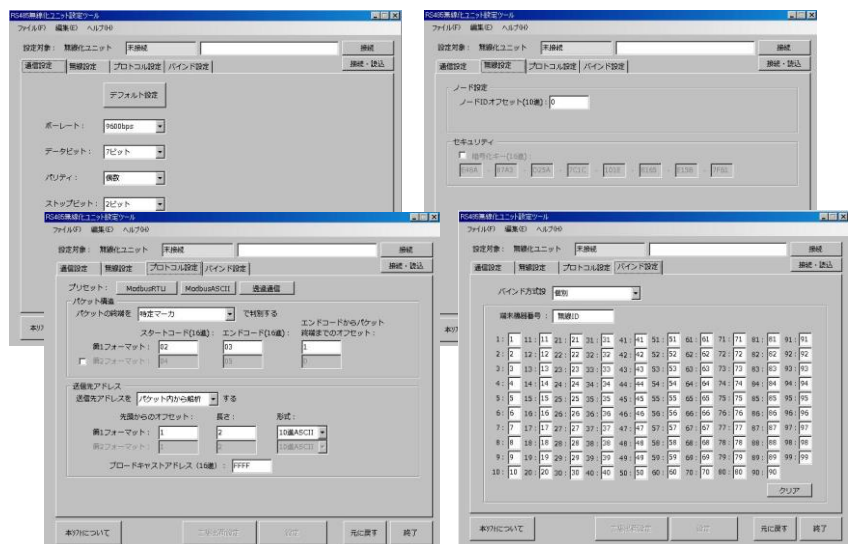 RS485無線化ユニット設定ツール
ファイル(F) 編集(E) ヘルプ(H)
設定対象： 無線化ユニット 未接続 接続
通信設定 無線設定 プロトコル設定 バインド設定 接続・読込
デフォルト設定
ボーレート： 9600bps
データビット： 7ビット
パリティ： 偶数
ストップビット： 2ビット
RS485無線化ユニット設定ツール
ファイル(F) 編集(E) ヘルプ(H)
設定対象： 無線化ユニット 未接続 接続
通信設定 無線設定 プロトコル設定 バインド設定 接続・読込
ノード設定
ノードIDオフセット(10進)： 0
セキュリティ
暗号化キー(16進)：
RS485無線化ユニット設定ツール
ファイル(F) 編集(E) ヘルプ(H)
設定対象： 無線化ユニット 未接続 接続
通信設定 無線設定 プロトコル設定 バインド設定 接続・読込
プリセット： ModbusRTU ModbusASCII 透過通信
パケット構造
パケットの終端を 特定マーカ で判別する
スタートコード(16進)： エンドコード(16進)： エンドコードからパケット終端までのオフセット：
第1フォーマット： 02 03 1
第2フォーマット： 04 05 0
送信先アドレス
送信先アドレスを パケット内から解析 する
先頭からのオフセット： 長さ： 形式：
第1フォーマット： 1 2 10進ASCII
第2フォーマット： 1 2 10進ASCII
ブロードキャストアドレス (16進) ： FFFF
本ソフトについて 設定 元に戻す 終了
RS485無線化ユニット設定ツール
ファイル(F) 編集(E) ヘルプ(H)
設定対象： 無線化ユニット 未接続 接続
通信設定 無線設定 プロトコル設定 バインド設定 接続・読込
バインド方式設 個別
端末機器番号： 無線ID
1： 1 11： 11 21： 21 31： 31 41： 41 51： 51 61： 61 71： 71 81： 81 91： 91
2： 2 12： 12 22： 22 32： 32 42： 42 52： 52 62： 62 72： 72 82： 82 92： 92
3： 3 13： 13 23： 23 33： 33 43： 43 53： 53 63： 63 73： 73 83： 83 93： 93
4： 4 14： 14 24： 24 34： 34 44： 44 54： 54 64： 64 74： 74 84： 84 94： 94
5： 5 15： 15 25： 25 35： 35 45： 45 55： 55 65： 65 75： 75 85： 85 95： 95
6： 6 16： 16 26： 26 36： 36 46： 46 56： 56 66： 66 76： 76 86： 86 96： 96
7： 7 17： 17 27： 27 37： 37 47： 47 57： 57 67： 67 77： 77 87： 87 97： 97
8： 8 18： 18 28： 28 38： 38 48： 48 58： 58 68： 68 78： 78 88： 88 98： 98
9： 9 19： 19 29： 29 39： 39 49： 49 59： 59 69： 69 79： 79 89： 89 99： 99
10： 10 20： 20 30： 30 40： 40 50： 50 60： 60 70： 70 80： 80 90： 90
クリア
本ソフトについて 設定 元に戻す 終了